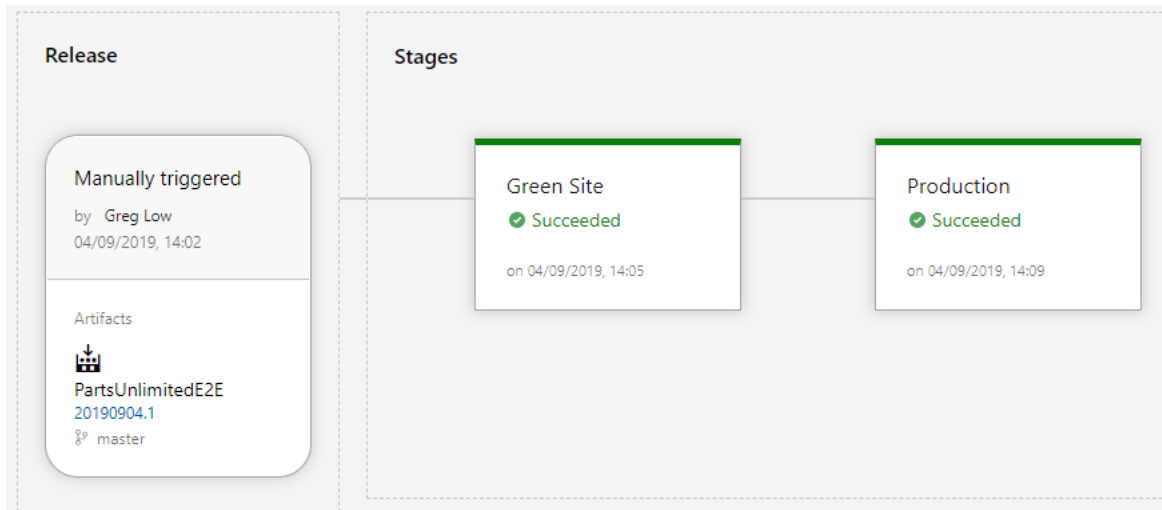 Release
Manually triggered
by Greg Low
04/09/2019, 14:02
Artifacts
PartsUnlimitedE2E
20190904.1
master
Stages
Green Site
Succeeded
on 04/09/2019, 14:05
Production
Succeeded
on 04/09/2019, 14:09